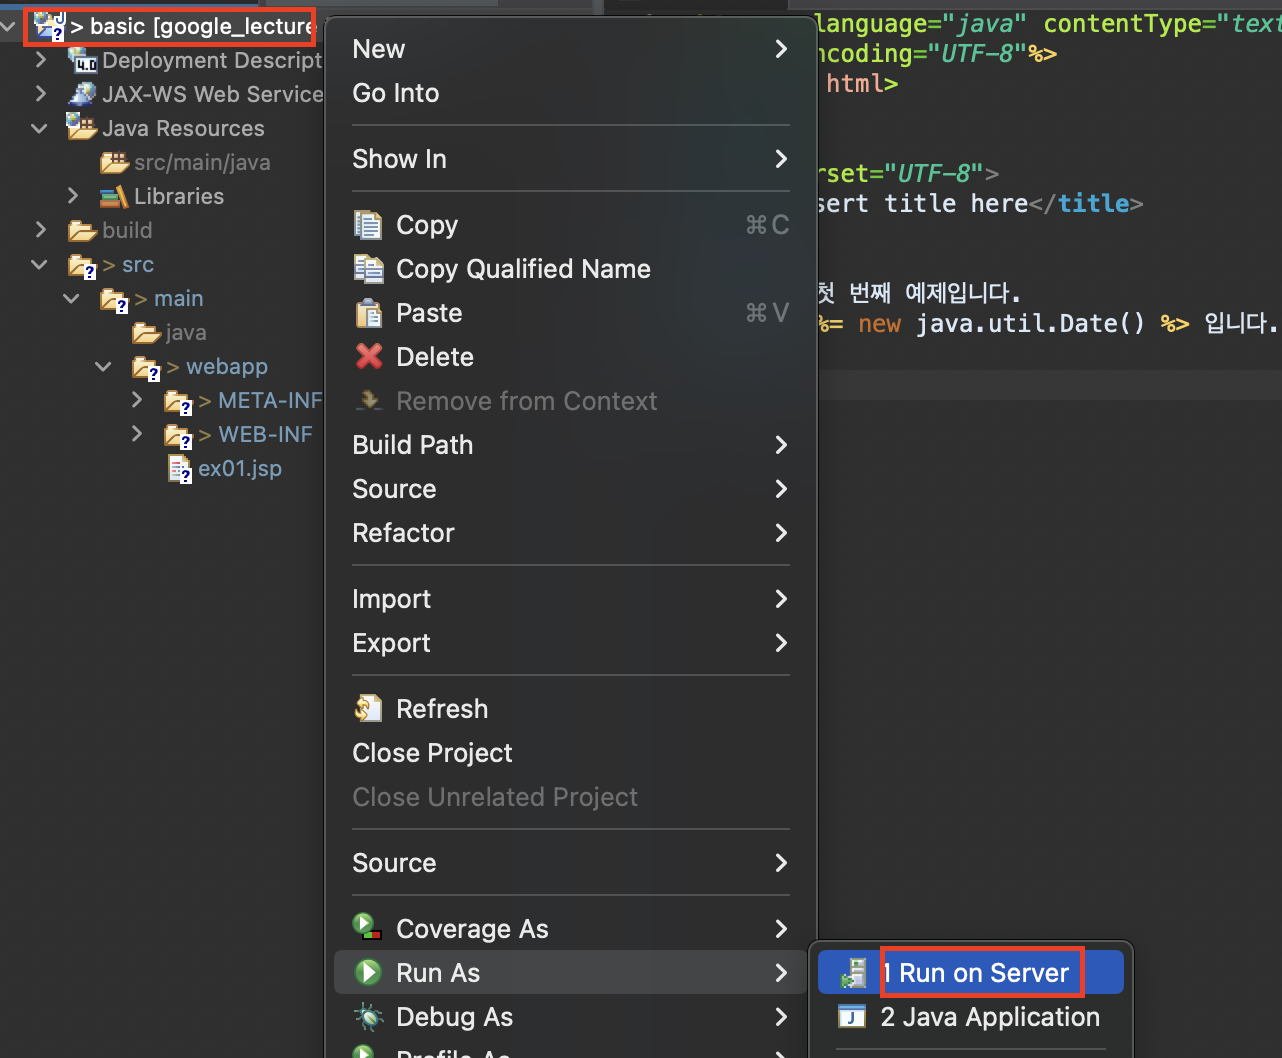 > basic [google_lecture
Deployment Descript
JAX-WS Web Service
Java Resources
src/main/java
Libraries
build
> src
> main
java
> webapp
> META-INF
> WEB-INF
ex01.jsp
New
Go Into
Show In
Copy ⌘C
Copy Qualified Name
Paste ⌘V
Delete
Remove from Context
Build Path
Source
Refactor
Import
Export
Refresh
Close Project
Close Unrelated Project
Source
Coverage As
Run As
Debug As
Profile As
1 Run on Server
2 Java Application
language="java" contentType="text
ncoding="UTF-8"%>
html>
rset="UTF-8">
sert title here</title>
첫 번째 예제입니다.
%= new java.util.Date() %> 입니다.